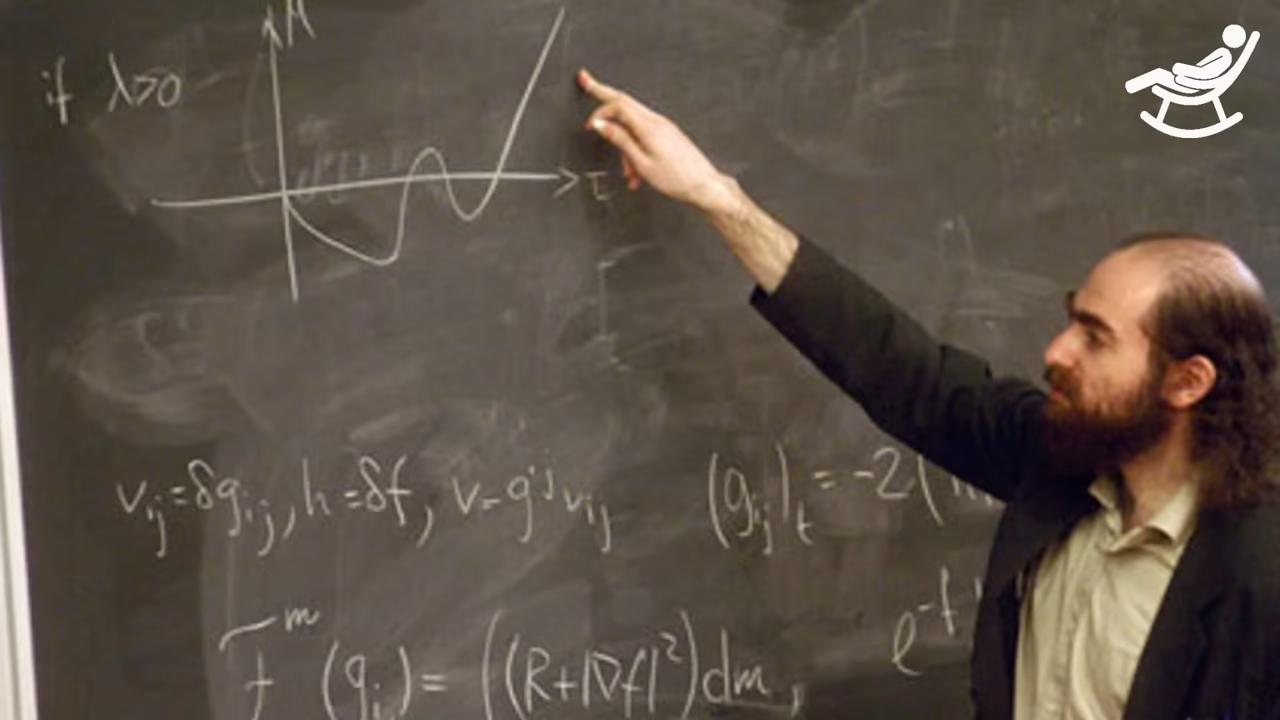 if λ>0
μ
τ
v_ij=δg_ij, h=δf, v=g^ij v_ij (g_ij)_t = -2(
m
(g_ij)= ∫(R+|∇f|²)dm, e^-f